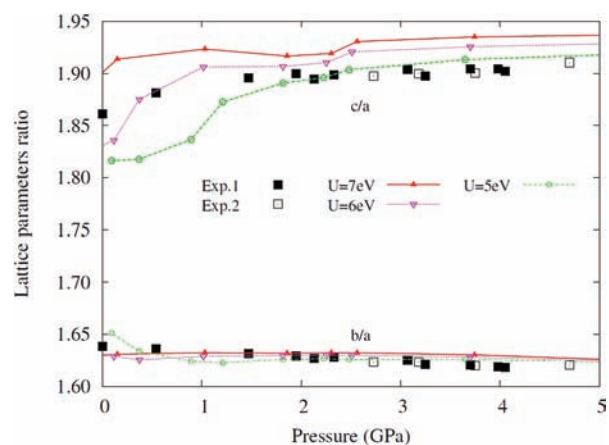 1.95
1.90
1.85
1.80
1.75
1.70
1.65
1.60
Lattice parameters ratio
c/a
Exp.1 U=7eV U=5eV
Exp.2 U=6eV
b/a
0 1 2 3 4 5
Pressure (GPa)